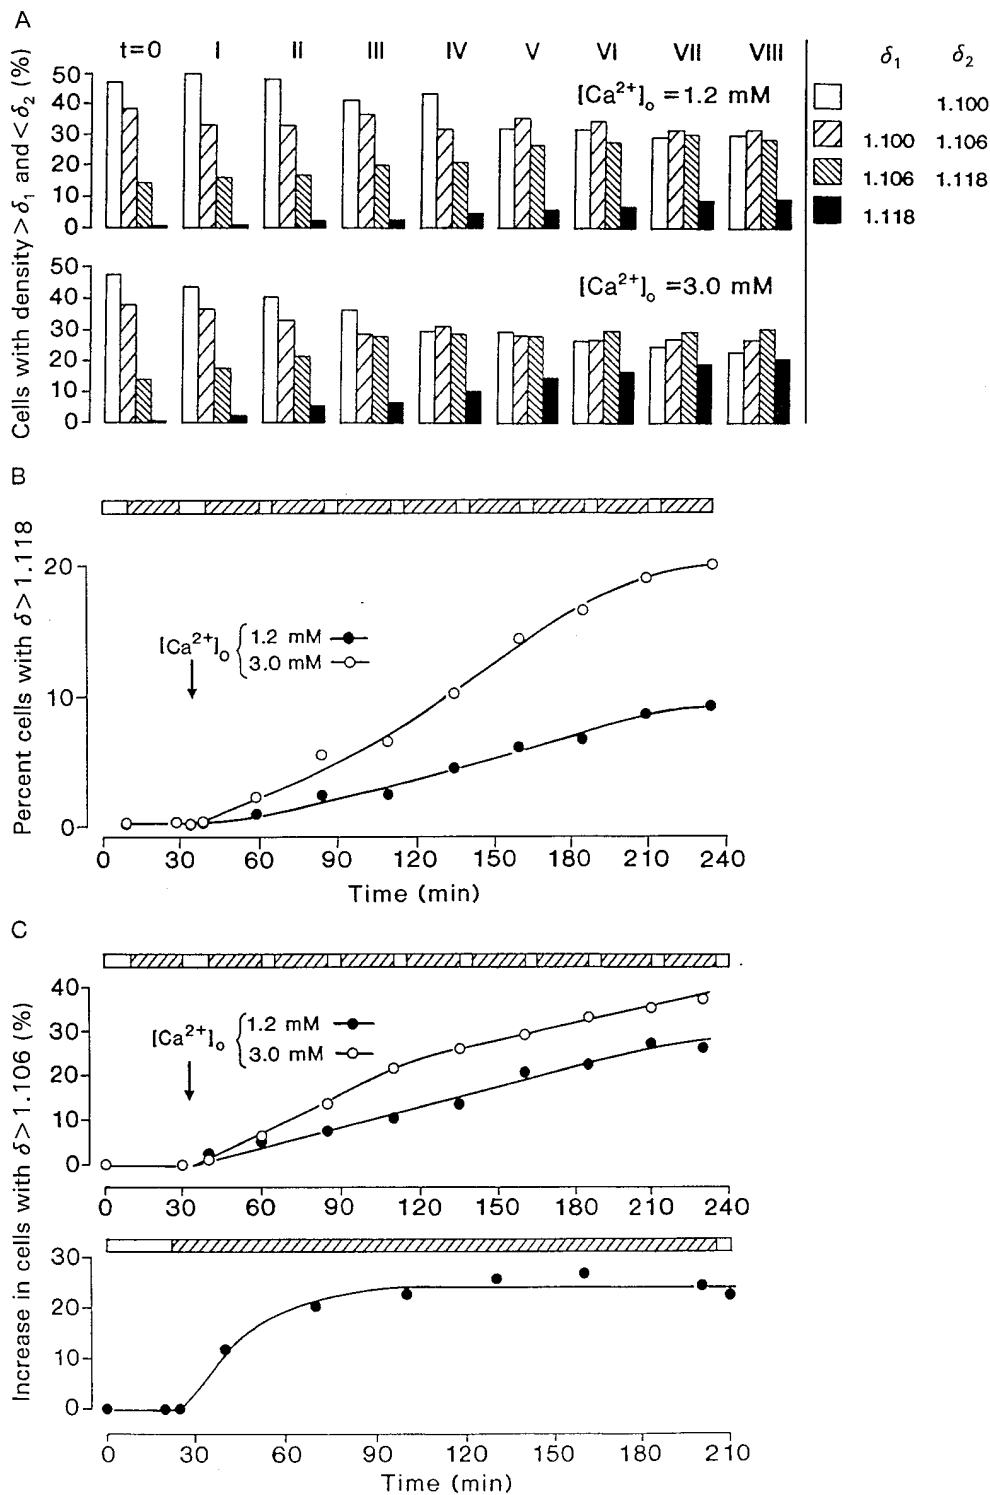 A
t=0 I II III IV V VI VII VIII
δ1 δ2
Cells with density > δ1 and < δ2 (%)
50
40
30
20
10
0
[Ca2+]o = 1.2 mM
1.100
1.100 1.106
1.106 1.118
1.118
50
40
30
20
10
0
[Ca2+]o = 3.0 mM
B
Percent cells with δ > 1.118
20
10
0
[Ca2+]o
1.2 mM
3.0 mM
0 30 60 90 120 150 180 210 240
Time (min)
C
Increase in cells with δ > 1.106 (%)
40
30
20
10
0
[Ca2+]o
1.2 mM
3.0 mM
0 30 60 90 120 150 180 210 240
30
20
10
0
0 30 60 90 120 150 180 210
Time (min)